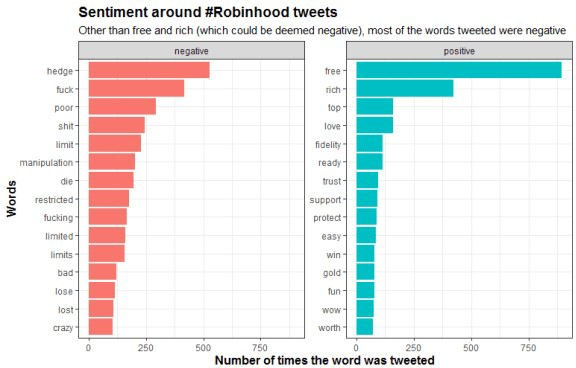 Sentiment around #Robinhood tweets
Other than free and rich (which could be deemed negative), most of the words tweeted were negative
negative
positive
hedge
fuck
poor
shit
limit
manipulation
die
restricted
fucking
limited
limits
bad
lose
lost
crazy
free
rich
top
love
fidelity
ready
trust
support
protect
easy
win
gold
fun
wow
worth
Words
0 250 500 750
0 250 500 750
Number of times the word was tweeted